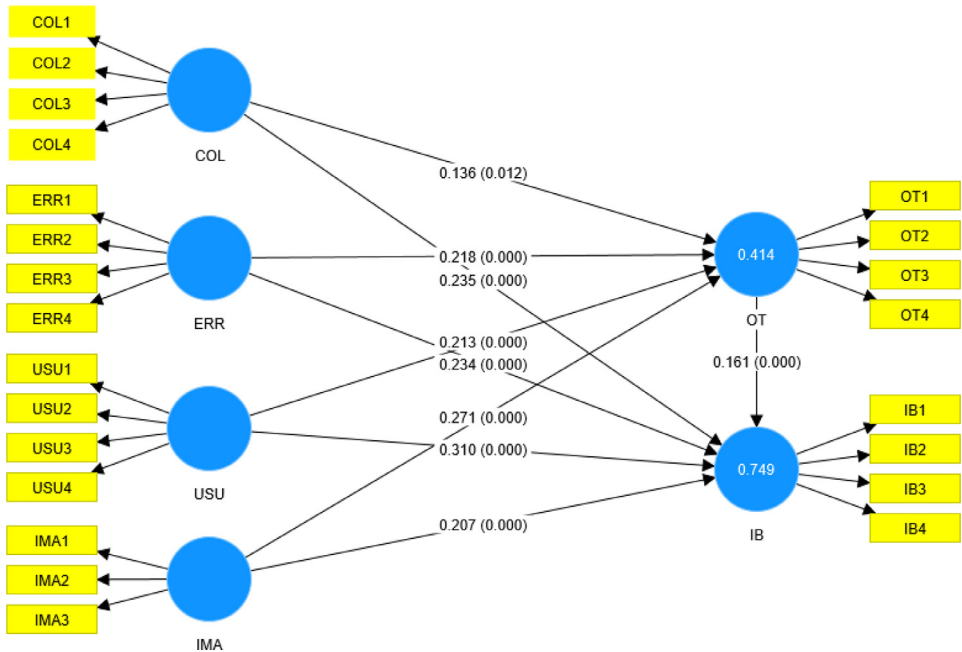 COL1
COL2
COL3
COL4
COL
ERR1
ERR2
ERR3
ERR4
ERR
USU1
USU2
USU3
USU4
USU
IMA1
IMA2
IMA3
IMA
0.136 (0.012)
0.218 (0.000)
0.235 (0.000)
0.213 (0.000)
0.234 (0.000)
0.271 (0.000)
0.310 (0.000)
0.207 (0.000)
0.414
OT
0.161 (0.000)
0.749
IB
OT1
OT2
OT3
OT4
IB1
IB2
IB3
IB4